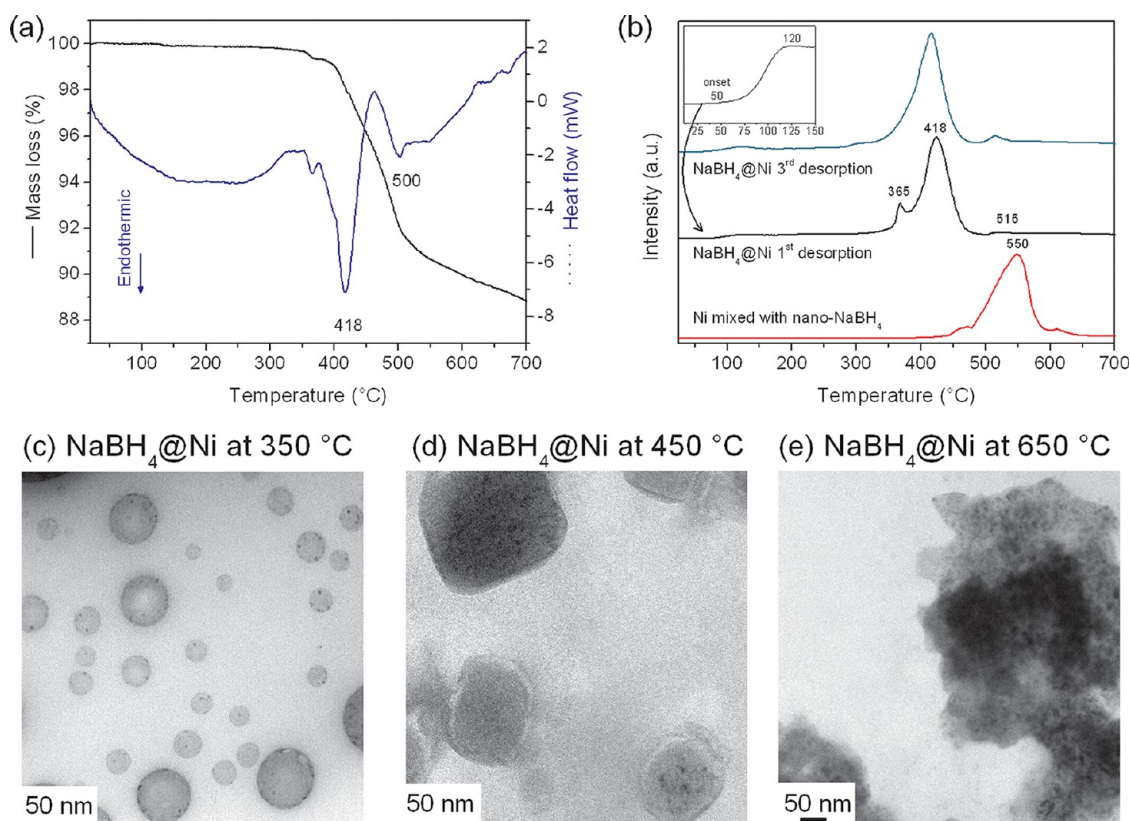 (a)
100
98
96
94
92
90
88
Mass loss (%)
2
0
-2
-4
-6
-8
Heat flow (mW)
Endothermic
418
500
100 200 300 400 500 600 700
Temperature (°C)
(b)
Intensity (a.u.)
onset
50
120
25 50 75 100 125 150
418
NaBH4@Ni 3rd desorption
365
515
NaBH4@Ni 1st desorption
550
Ni mixed with nano-NaBH4
100 200 300 400 500 600 700
Temperature (°C)
(c) NaBH4@Ni at 350 °C
(d) NaBH4@Ni at 450 °C
(e) NaBH4@Ni at 650 °C
50 nm
50 nm
50 nm